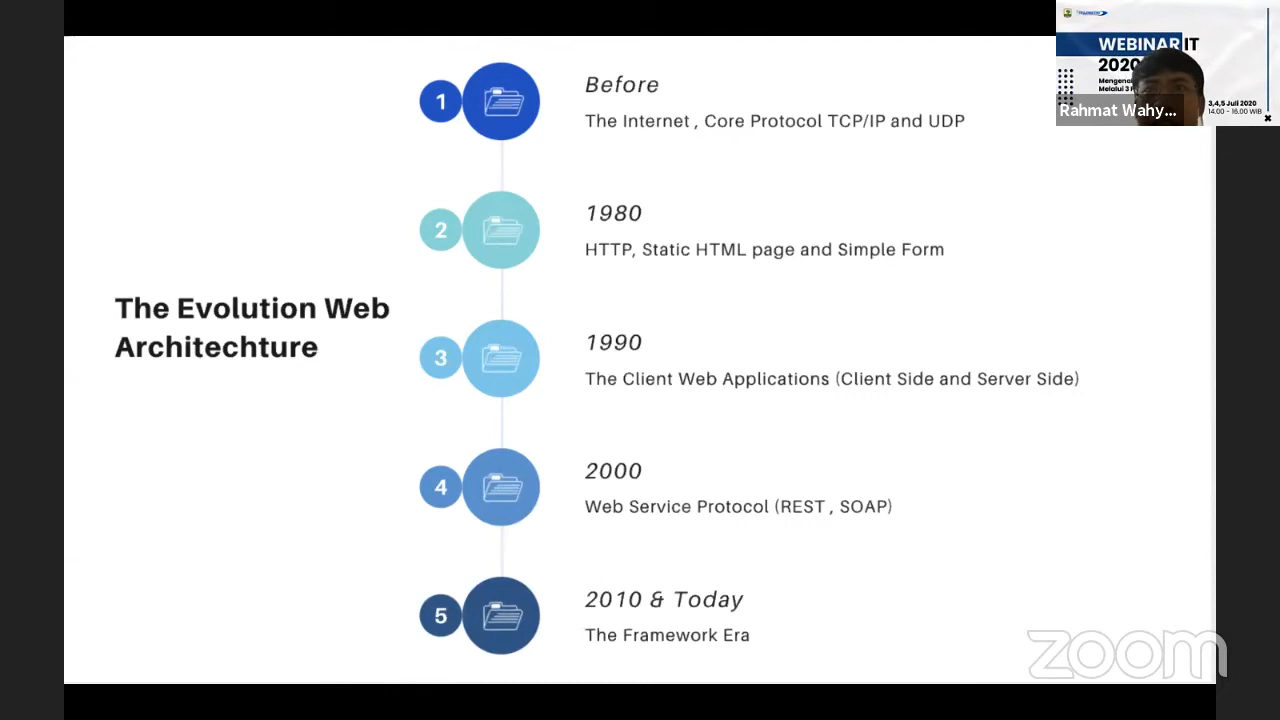 The Evolution Web
Architechture
1
Before
The Internet , Core Protocol TCP/IP and UDP
2
1980
HTTP, Static HTML page and Simple Form
3
1990
The Client Web Applications (Client Side and Server Side)
4
2000
Web Service Protocol (REST , SOAP)
5
2010 & Today
The Framework Era
WEBINAR IT
2020
Melalui 3
3,4,5 Juli 2020
14.00 - 16.00 WIB
Rahmat Wahy...
zoom